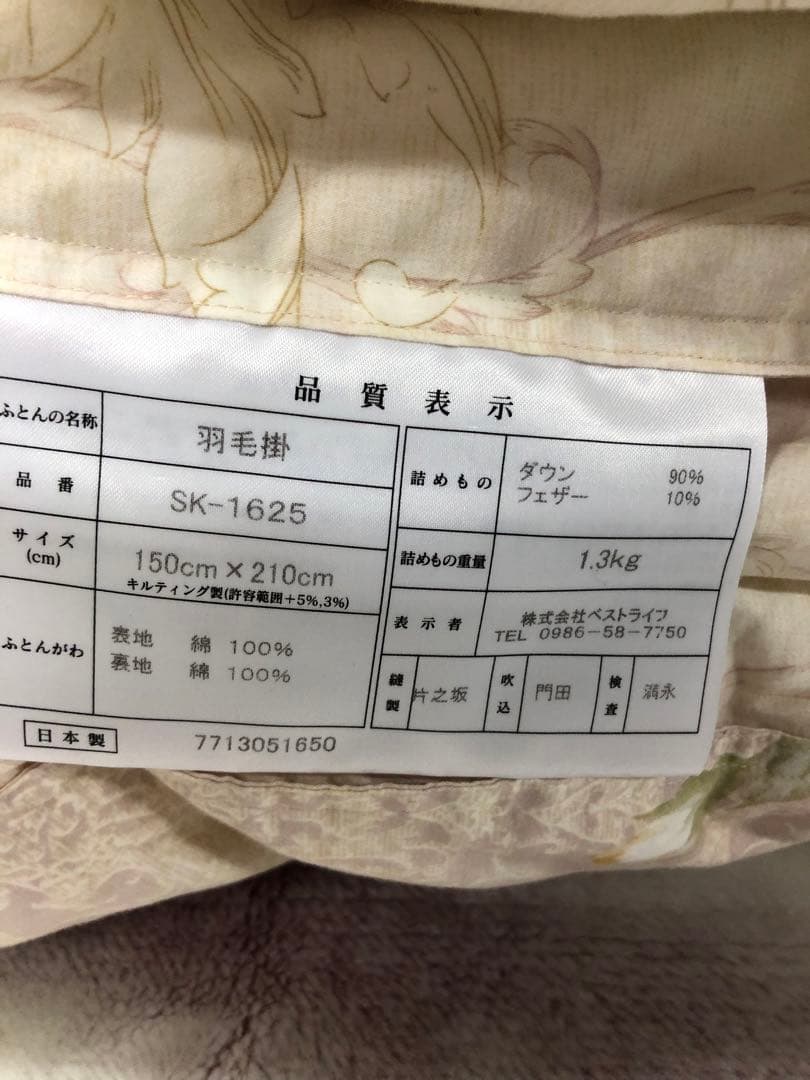 品質表示
ふとんの名称 羽毛掛
品番 SK-1625
サイズ(cm) 150cm×210cm
キルティング製(許容範囲+5%,3%)
ふとんがわ 表地 綿 100%
裏地 綿 100%
日本製 7713051650
詰めもの ダウン 90%
フェザー 10%
詰めもの重量 1.3kg
表示者 株式会社ベストライフ
TEL 0986-58-7750
縫製 片之坂 吹込 門田 検査 満永